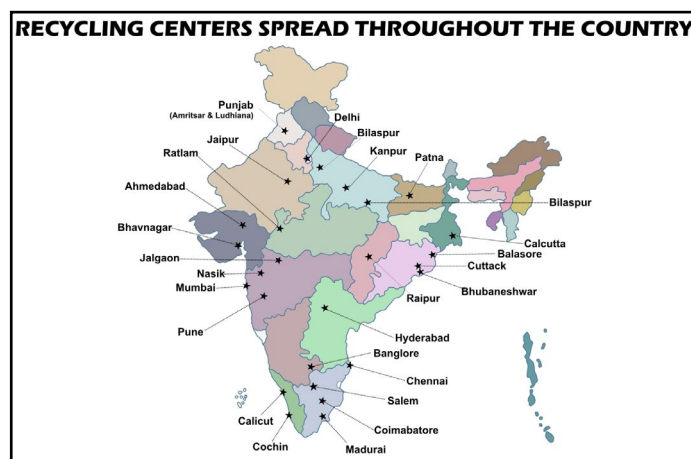 RECYCLING CENTERS SPREAD THROUGHOUT THE COUNTRY
Punjab
(Amritsar & Ludhiana)
Delhi
Bilaspur
Jaipur
Kanpur
Ratlam
Patna
Ahmedabad
Bilaspur
Bhavnagar
Calcutta
Jalgaon
Balasore
Nasik
Cuttack
Mumbai
Bhubaneshwar
Raipur
Pune
Hyderabad
Banglore
Chennai
Salem
Calicut
Coimabatore
Cochin
Madurai